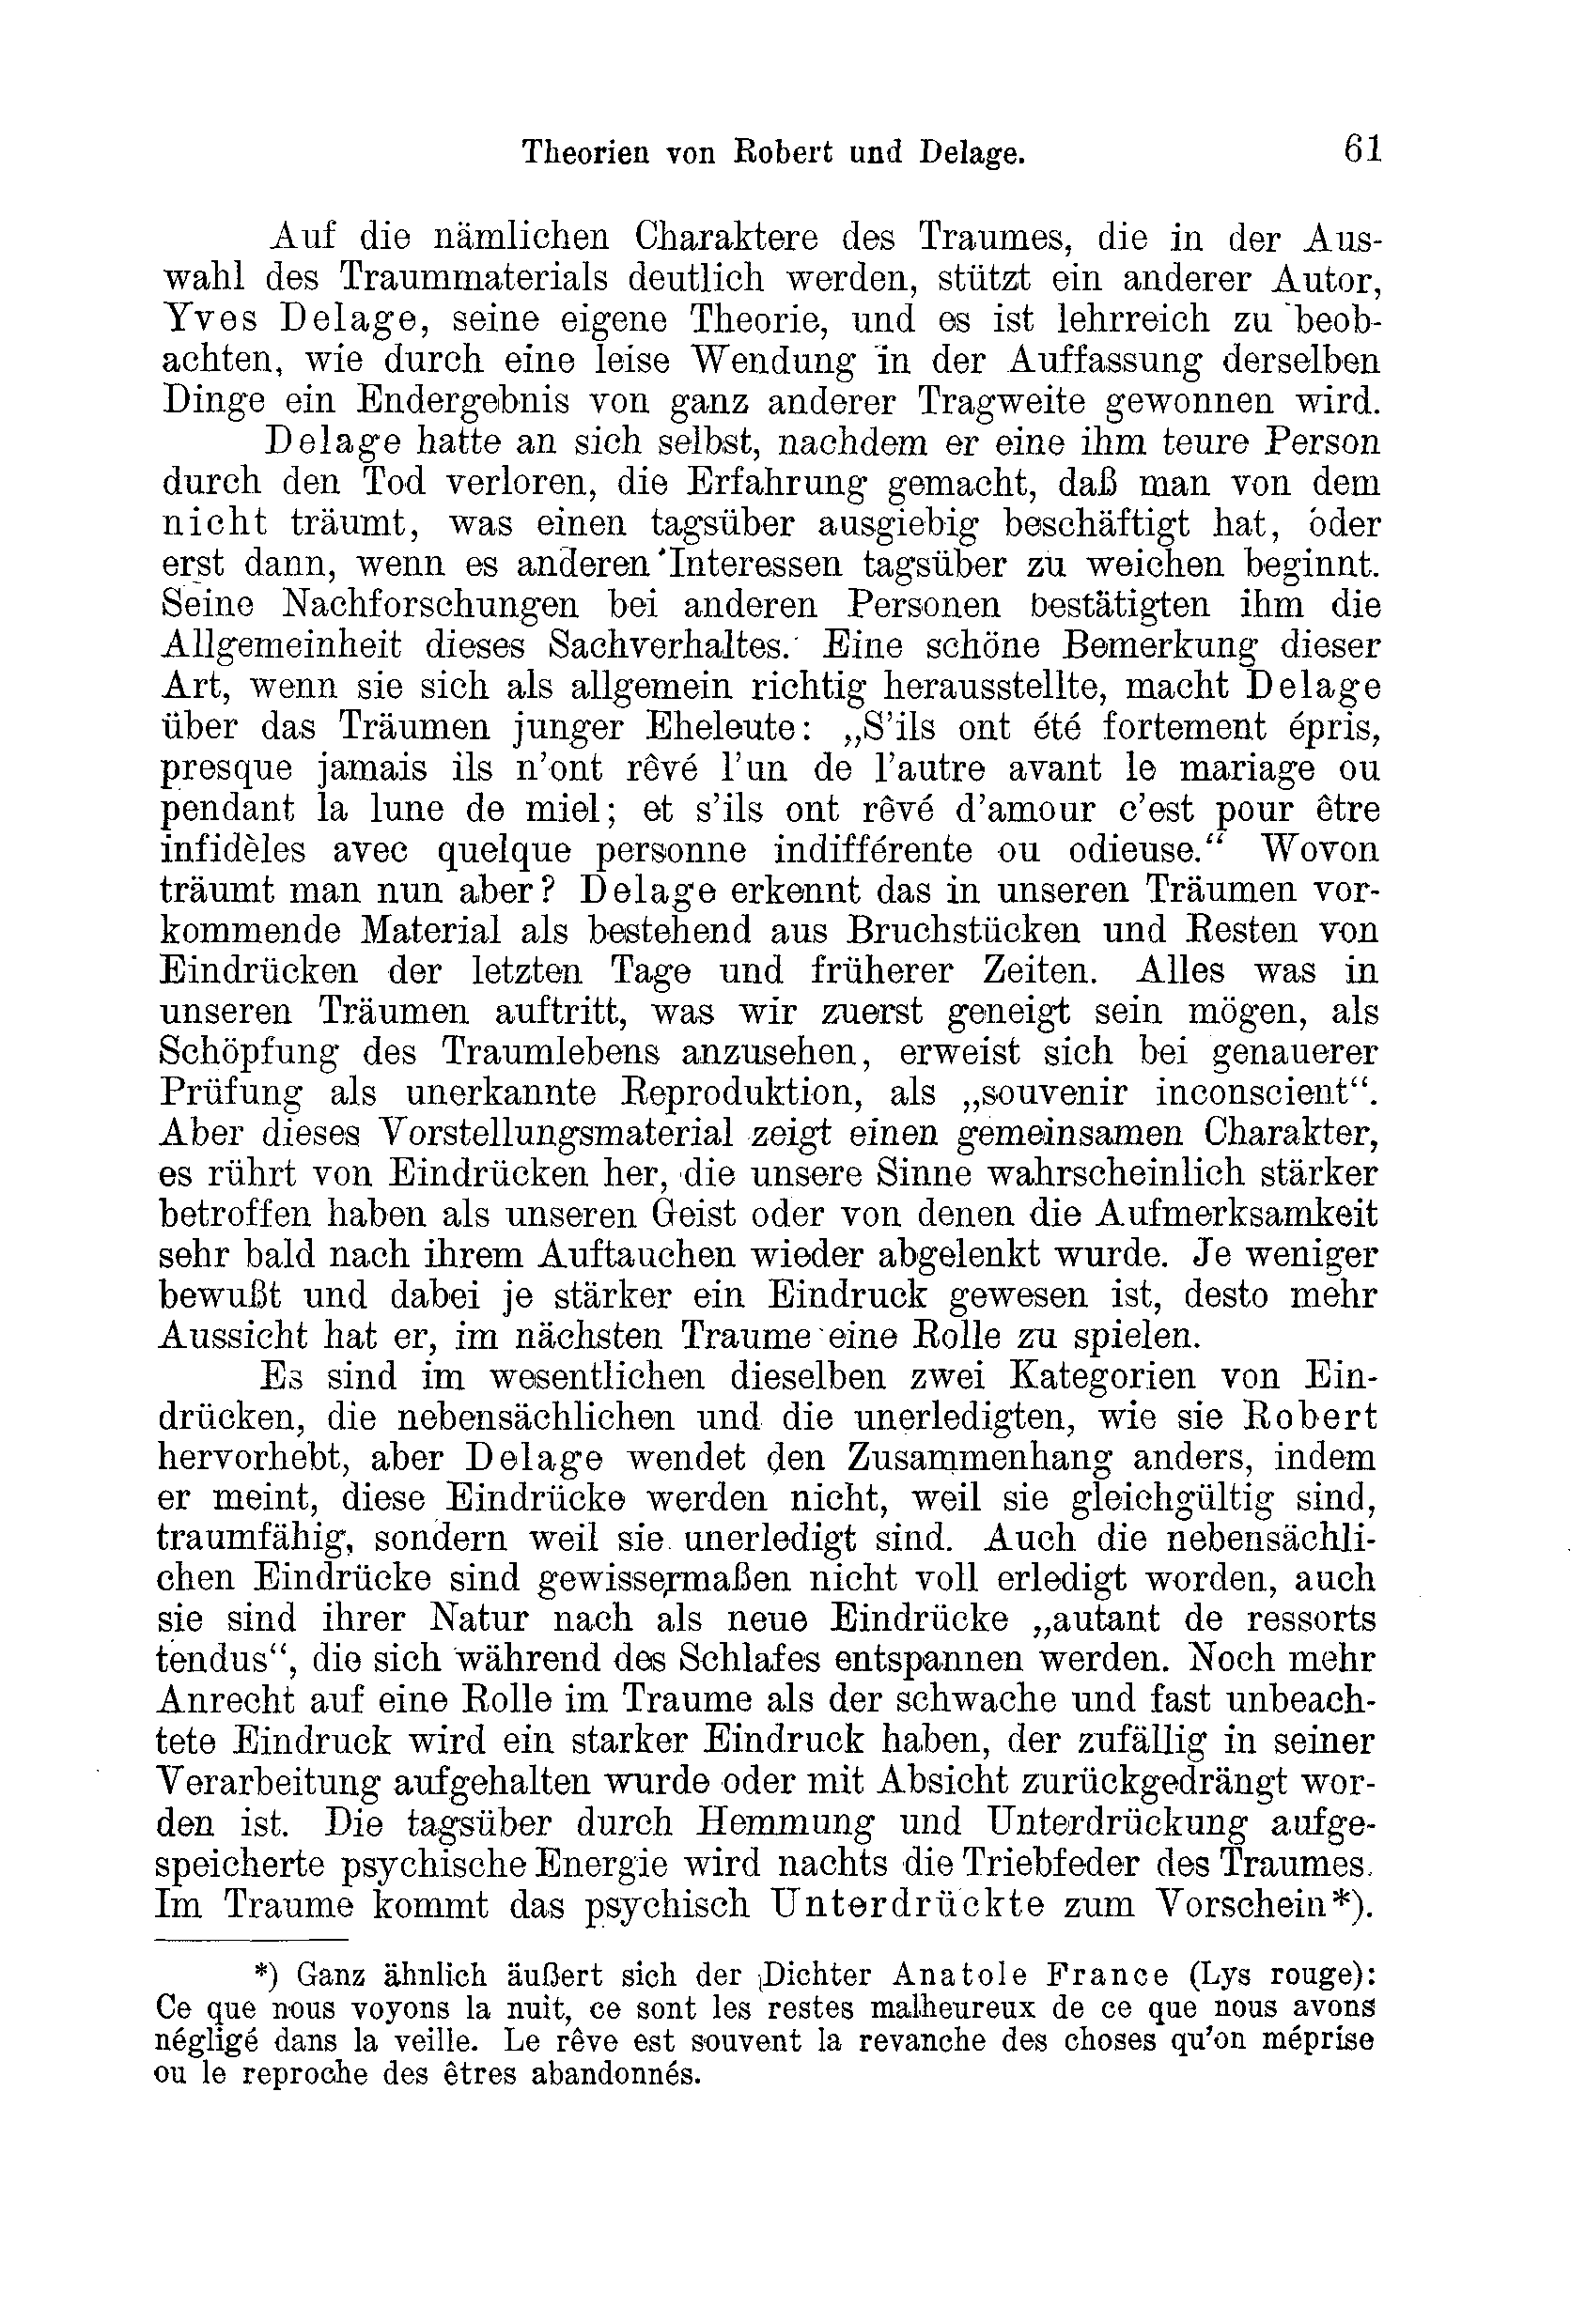 Theorien von Robert und Delage. 61
Auf die nämlichen Charaktere des Traumes, die in der Aus-
wahl des Traummaterials deutlich werden, stützt ein anderer Autor,
Yves Delage, seine eigene Theorie, und es ist lehrreich zu beob-
achten, wie durch eine leise Wendung in der Auffassung derselben
Dinge ein Endergebnis von ganz anderer Tragweite gewonnen wird.
Delage hatte an sich selbst, nachdem er eine ihm teure Person
durch den Tod verloren, die Erfahrung gemacht, daß man von dem
nicht träumt, was einen tagsüber ausgiebig beschäftigt hat, oder
erst dann, wenn es anderen Interessen tagsüber zu weichen beginnt.
Seine Nachforschungen bei anderen Personen bestätigten ihm die
Allgemeinheit dieses Sachverhaltes. Eine schöne Bemerkung dieser
Art, wenn sie sich als allgemein richtig herausstellte, macht Delage
über das Träumen junger Eheleute: „S'ils ont été fortement épris,
presque jamais ils n'ont rêvé l'un de l'autre avant le mariage ou
pendant la lune de miel; et s'ils ont rêvé d'amour c'est pour être
infidèles avec quelque personne indifférente ou odieuse.“ Wovon
träumt man nun aber? Delage erkennt das in unseren Träumen vor-
kommende Material als bestehend aus Bruchstücken und Resten von
Eindrücken der letzten Tage und früherer Zeiten. Alles was in
unseren Träumen auftritt, was wir zuerst geneigt sein mögen, als
Schöpfung des Traumlebens anzusehen, erweist sich bei genauerer
Prüfung als unerkannte Reproduktion, als „souvenir inconscient“.
Aber dieses Vorstellungsmaterial zeigt einen gemeinsamen Charakter,
es rührt von Eindrücken her, die unsere Sinne wahrscheinlich stärker
betroffen haben als unseren Geist oder von denen die Aufmerksamkeit
sehr bald nach ihrem Auftauchen wieder abgelenkt wurde. Je weniger
bewußt und dabei je stärker ein Eindruck gewesen ist, desto mehr
Aussicht hat er, im nächsten Traume eine Rolle zu spielen.
Es sind im wesentlichen dieselben zwei Kategorien von Ein-
drücken, die nebensächlichen und die unerledigten, wie sie Robert
hervorhebt, aber Delage wendet den Zusammenhang anders, indem
er meint, diese Eindrücke werden nicht, weil sie gleichgültig sind,
traumfähig, sondern weil sie unerledigt sind. Auch die nebensächli-
chen Eindrücke sind gewissermaßen nicht voll erledigt worden, auch
sie sind ihrer Natur nach als neue Eindrücke „autant de ressorts
tendus“, die sich während des Schlafes entspannen werden. Noch mehr
Anrecht auf eine Rolle im Traume als der schwache und fast unbeach-
tete Eindruck wird ein starker Eindruck haben, der zufällig in seiner
Verarbeitung aufgehalten wurde oder mit Absicht zurückgedrängt wor-
den ist. Die tagsüber durch Hemmung und Unterdrückung aufge-
speicherte psychische Energie wird nachts die Triebfeder des Traumes.
Im Traume kommt das psychisch Unterdrückte zum Vorschein*).
*) Ganz ähnlich äußert sich der Dichter Anatole France (Lys rouge):
Ce que nous voyons la nuit, ce sont les restes malheureux de ce que nous avons
négligé dans la veille. Le rêve est souvent la revanche des choses qu'on méprise
ou le reproche des êtres abandonnés.